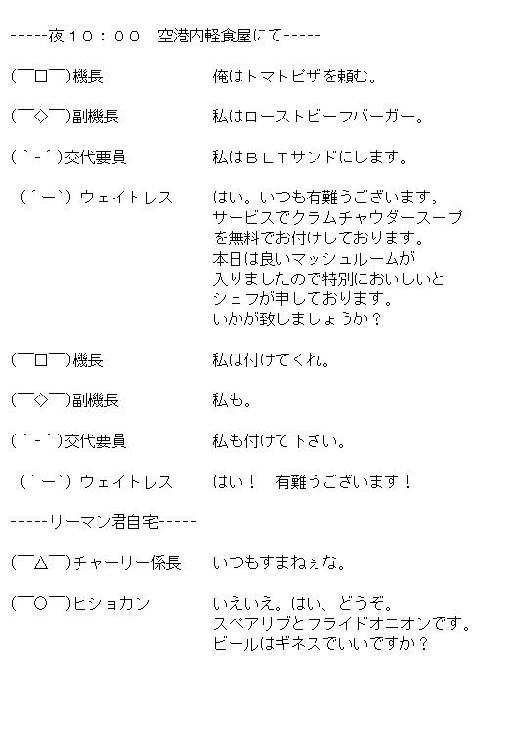 -----夜１０：００　空港内軽食屋にて-----
(￣□￣)機長　俺はトマトピザを頼む。
(￣◇￣)副機長　私はローストビーフバーガー。
(｀-´)交代要員　私はＢＬＴサンドにします。
(´ー`) ウェイトレス　はい。いつも有難うございます。
サービスでクラムチャウダースープ
を無料でお付けしております。
本日は良いマッシュルームが
入りましたので特別においしいと
シェフが申しております。
いかが致しましょうか？
(￣□￣)機長　私は付けてくれ。
(￣◇￣)副機長　私も。
(｀-´)交代要員　私も付けて下さい。
(´ー`) ウェイトレス　はい！　有難うございます！
-----リーマン君自宅-----
(￣△￣)チャーリー係長　いつもすまねぇな。
(￣○￣)ヒショカン　いえいえ。はい、どうぞ。
スペアリブとフライドオニオンです。
ビールはギネスでいいですか？